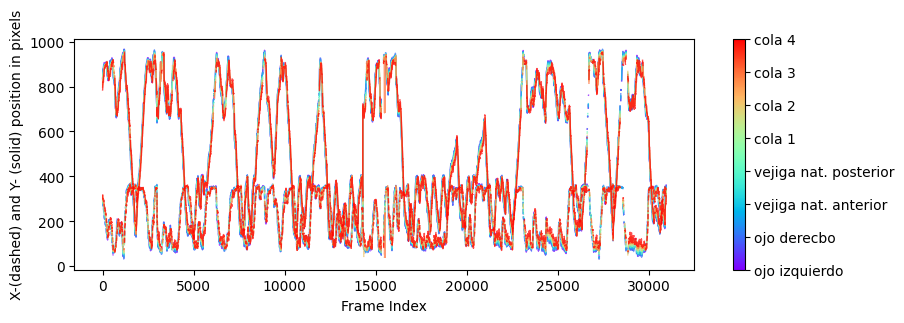 X-(dashed) and Y- (solid) position in pixels
1000
800
600
400
200
0
0 5000 10000 15000 20000 25000 30000
Frame Index
cola 4
cola 3
cola 2
cola 1
vejiga nat. posterior
vejiga nat. anterior
ojo derecbo
ojo izquierdo